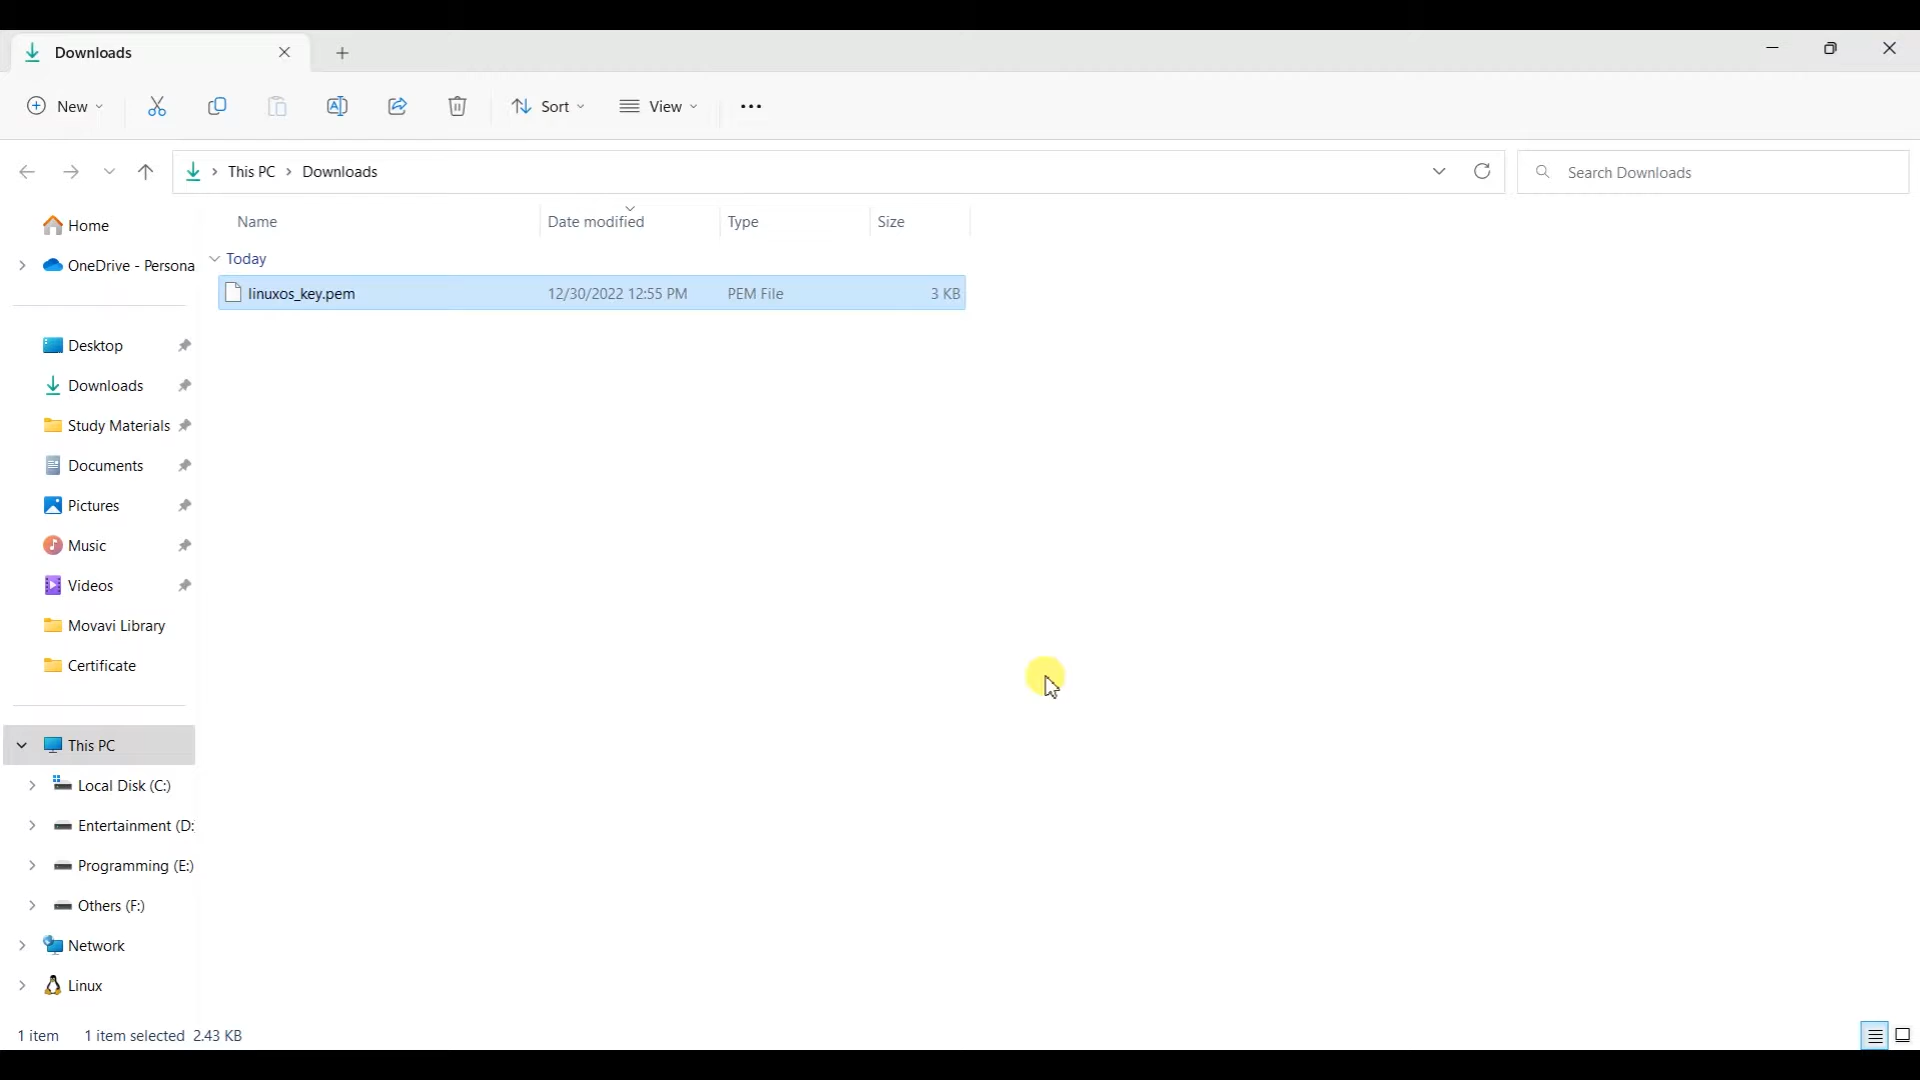 Downloads
New
Sort
View
This PC
Downloads
Search Downloads
Name
Date modified
Type
Size
Home
OneDrive - Persona
Today
linuxos_key.pem
12/30/2022 12:55 PM
PEM File
3 KB
Desktop
Downloads
Study Materials
Documents
Pictures
Music
Videos
Movavi Library
Certificate
This PC
Local Disk (C:)
Entertainment (D:
Programming (E:)
Others (F:)
Network
Linux
1 item
1 item selected
2.43 KB